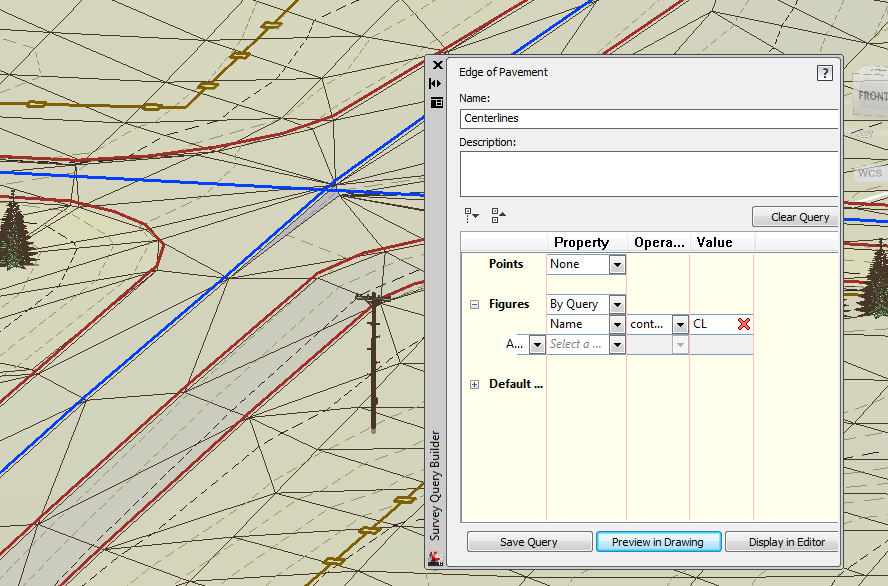 Edge of Pavement
?
Name:
Centerlines
Description:
Clear Query
Property Opera... Value
Points None
Figures By Query
Name cont... CL
A... Select a ...
Default ...
Save Query Preview in Drawing Display in Editor
Survey Query Builder
FRONT
WCS